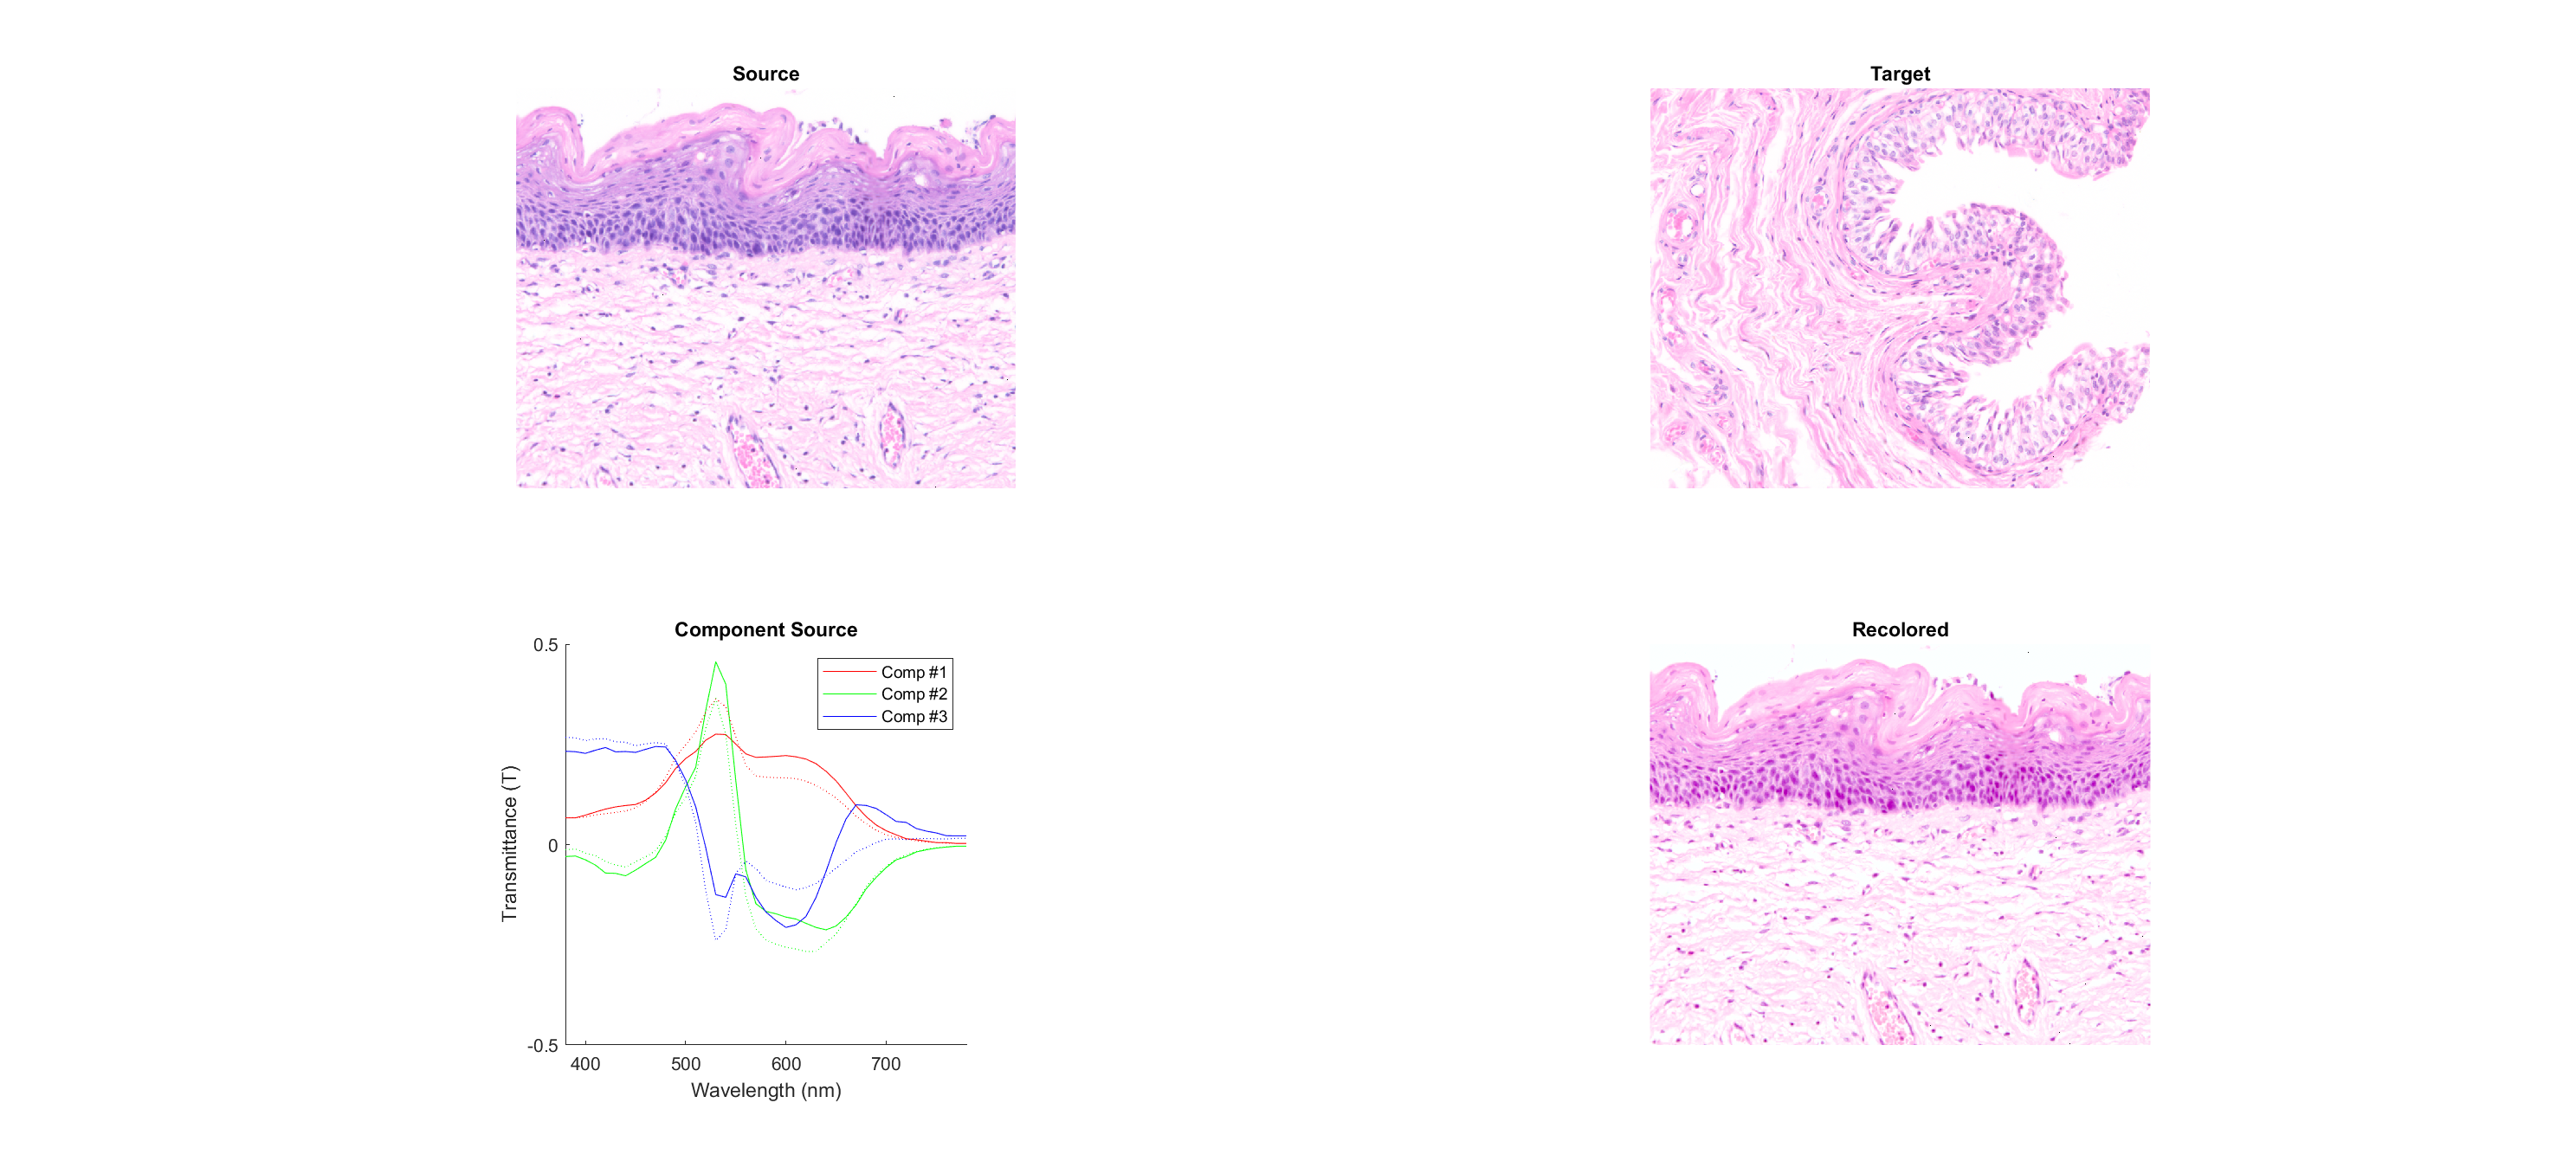 Source
Target
Component Source
0.5
0
-0.5
Transmittance (T)
400 500 600 700
Wavelength (nm)
Comp #1
Comp #2
Comp #3
Recolored